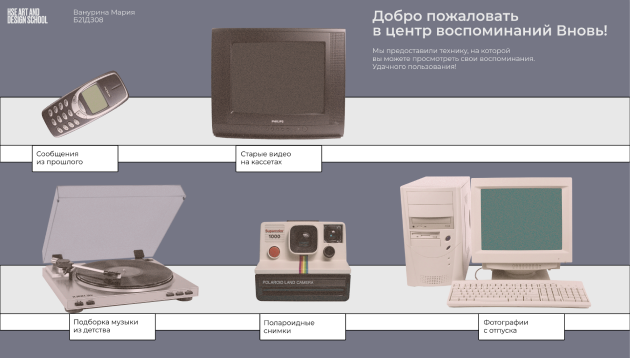 HSE ART AND
DESIGN SCHOOL
Ванурина Мария
Б21Д308
Добро пожаловать
в центр воспоминаний Вновь!
Мы предоставили технику, на которой
вы можете просмотреть свои воспоминания.
Удачного пользования!
PHILIPS
Сообщения
из прошлого
Старые видео
на кассетах
Supercolor
1000
POLAROID LAND CAMERA
Подборка музыки
из детства
Полароидные
снимки
Фотографии
с отпуска